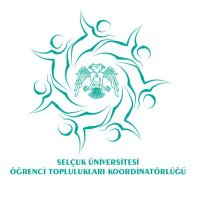 SELÇUK ÜNİVERSİTESİ
ÖĞRENCİ TOPLULUKLARI KOORDİNATÖRLÜĞÜ